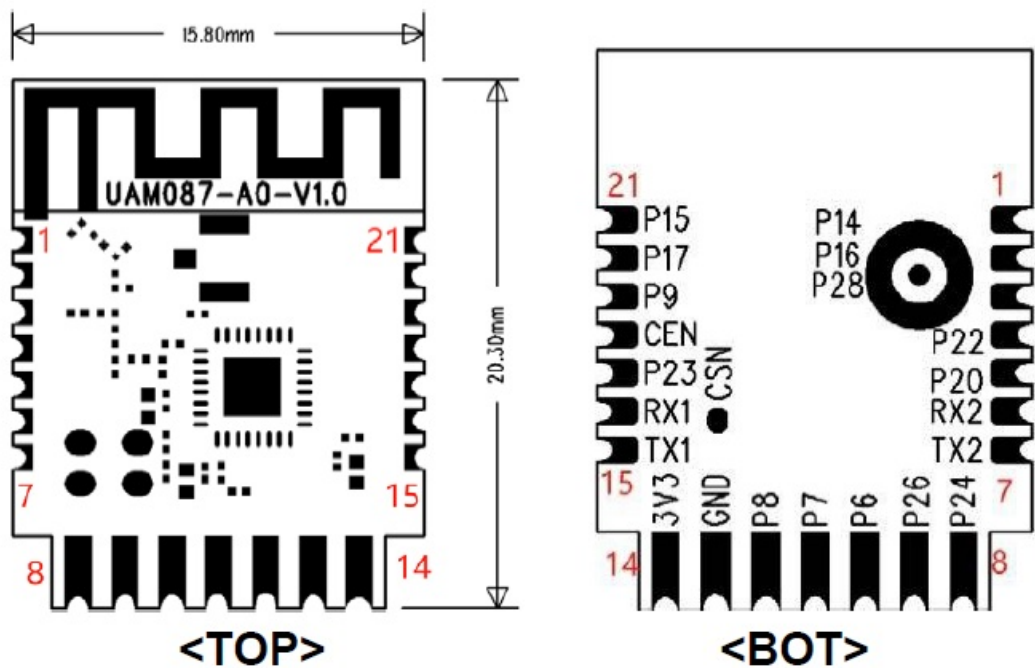 15.80mm
UAM087-A0-V1.0
1
21
20.30mm
7
15
8
14
<TOP>
21
1
P15
P14
P17
P16
P9
P28
CEN
P22
P23
CSN
P20
RX1
RX2
TX1
TX2
15
7
3V3
GND
P8
P7
P6
P26
P24
14
8
<BOT>